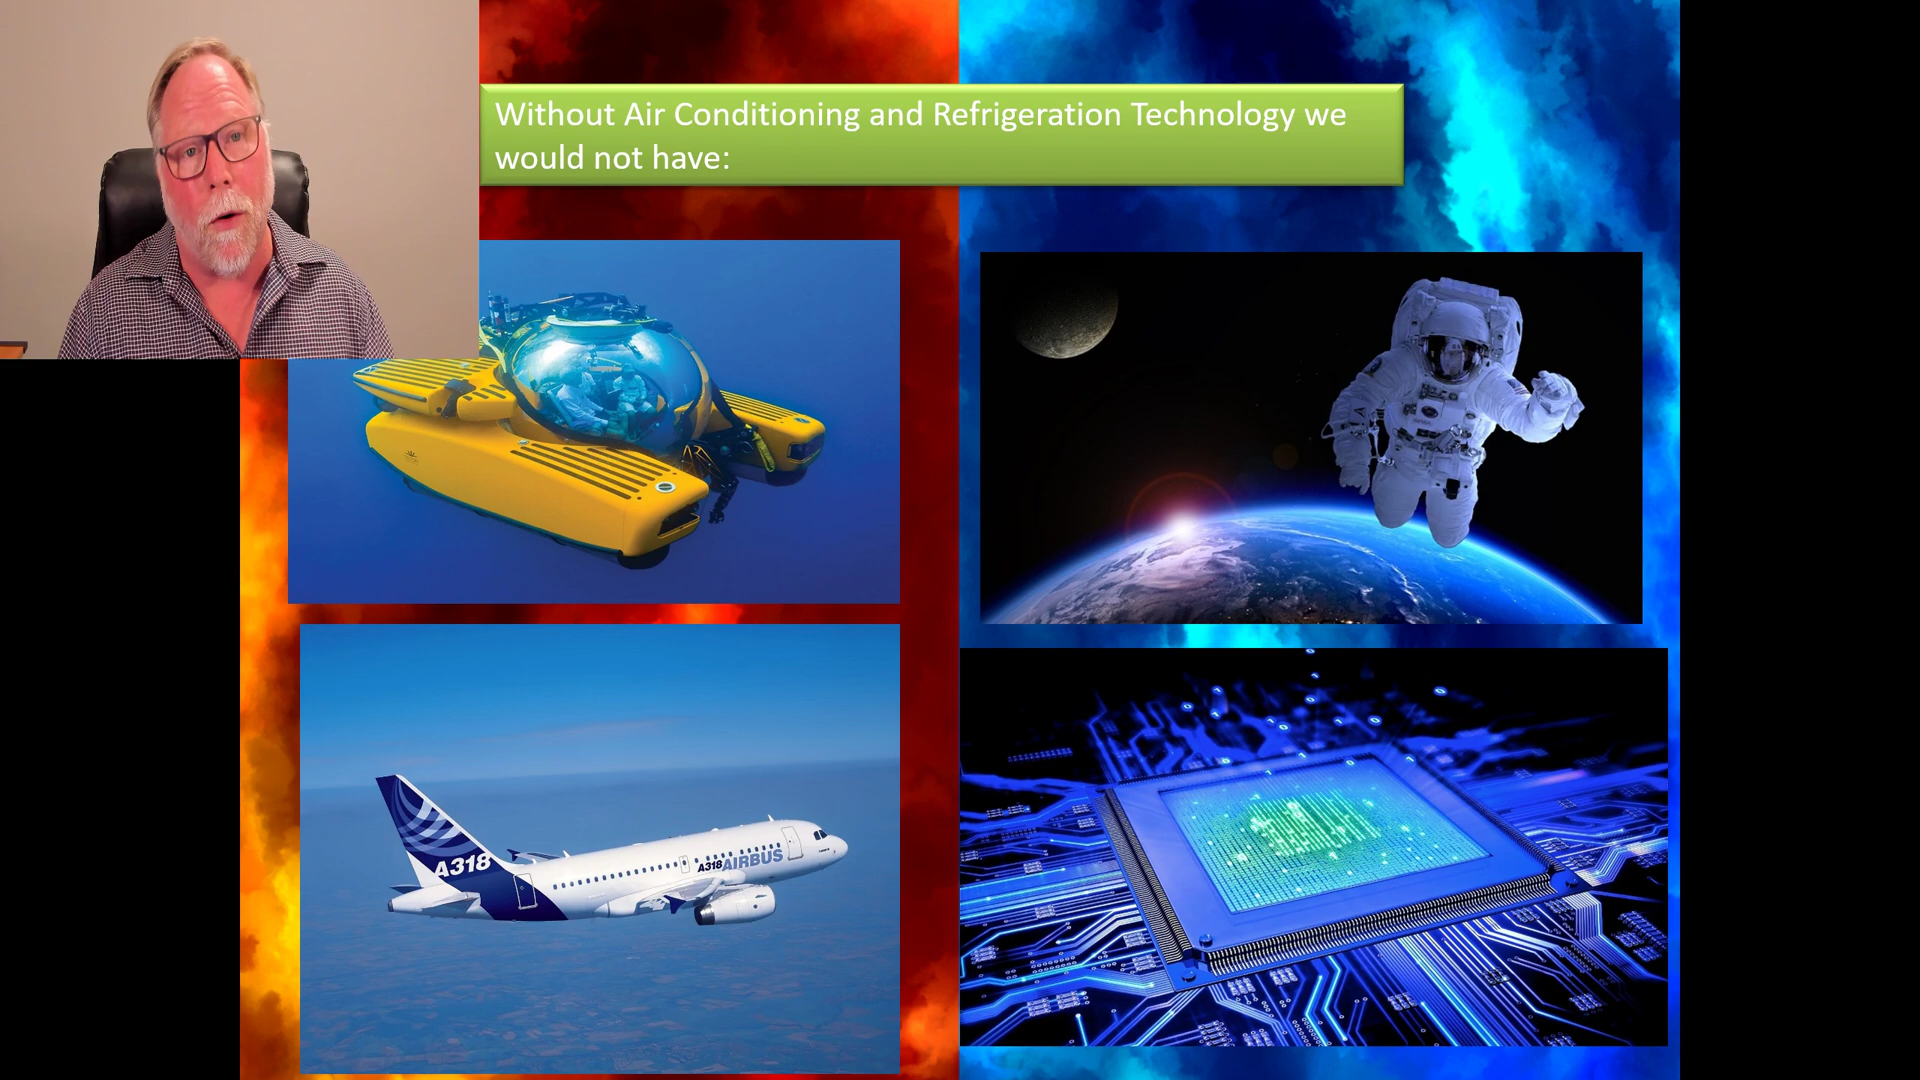 Without Air Conditioning and Refrigeration Technology we
would not have:
A318
A318 AIRBUS